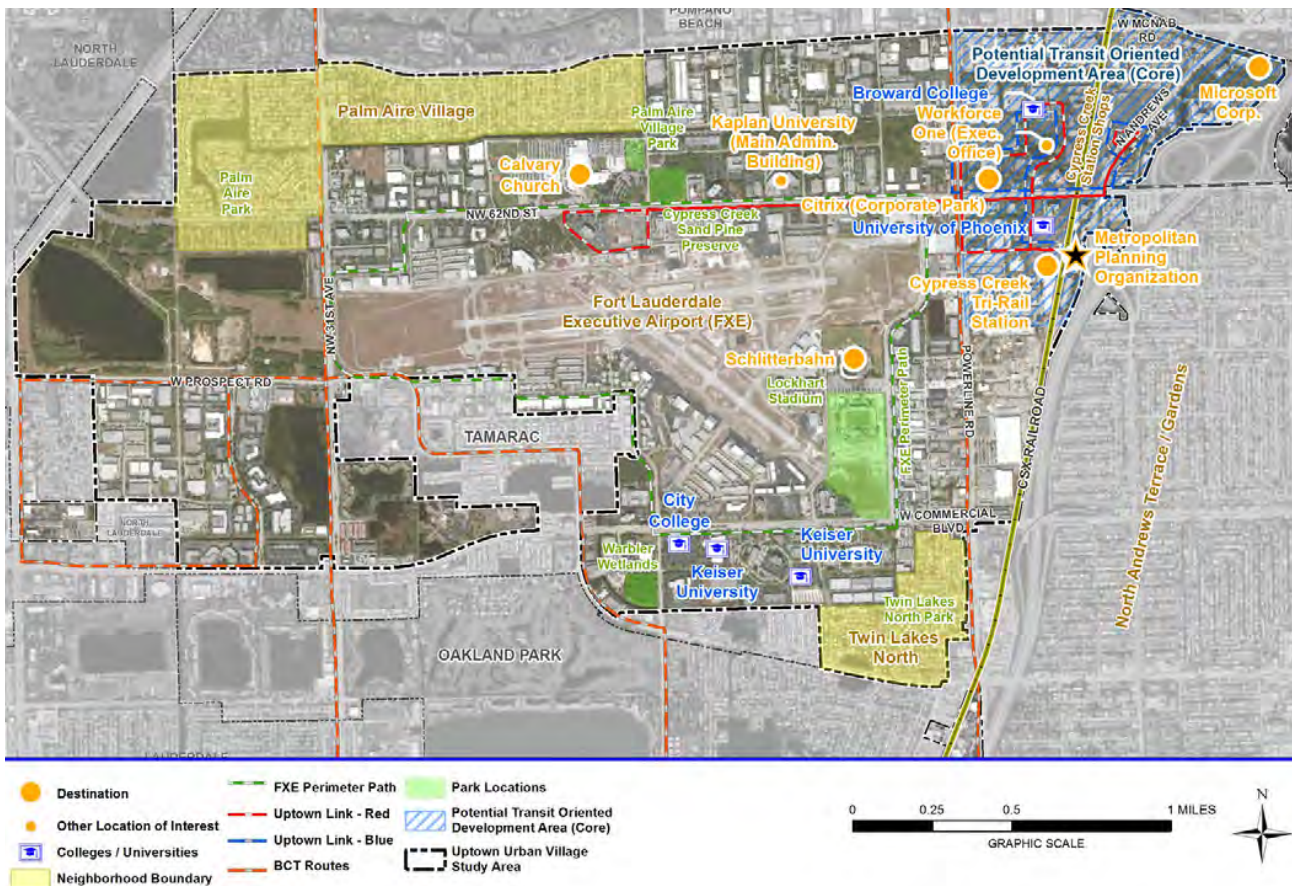 POMPANO
BEACH
NORTH
LAUDERDALE
W MCNAB
RD
Potential Transit Oriented
Development Area (Core)
Palm Aire Village
Broward College
Microsoft
Corp.
Palm Aire
Village
Park
Kaplan University
(Main Admin.
Building)
Workforce
One (Exec.
Office)
Cypress Creek
Station Shops
N ANDREWS
AVE
Calvary
Church
Palm
Aire
Park
Citrix (Corporate Park)
NW 62ND ST
Cypress Creek
Sand Pine
Preserve
University of Phoenix
Metropolitan
Planning
Organization
NW 31ST AVE
Fort Lauderdale
Executive Airport (FXE)
Cypress Creek
Tri-Rail
Station
Schlitterbahn
W PROSPECT RD
Lockhart
Stadium
FXE Perimeter Path
POWERLINE RD
CSX RAILROAD
North Andrews Terrace / Gardens
TAMARAC
City
College
W COMMERCIAL
BLVD
NORTH
LAUDERDALE
Warbler
Wetlands
Keiser
University
Keiser
University
Twin Lakes
North Park
Twin Lakes
North
OAKLAND PARK
LAUDERDALE
Destination
Other Location of Interest
Colleges / Universities
Neighborhood Boundary
FXE Perimeter Path
Uptown Link - Red
Uptown Link - Blue
BCT Routes
Park Locations
Potential Transit Oriented
Development Area (Core)
Uptown Urban Village
Study Area
0 0.25 0.5 1 MILES
GRAPHIC SCALE
N